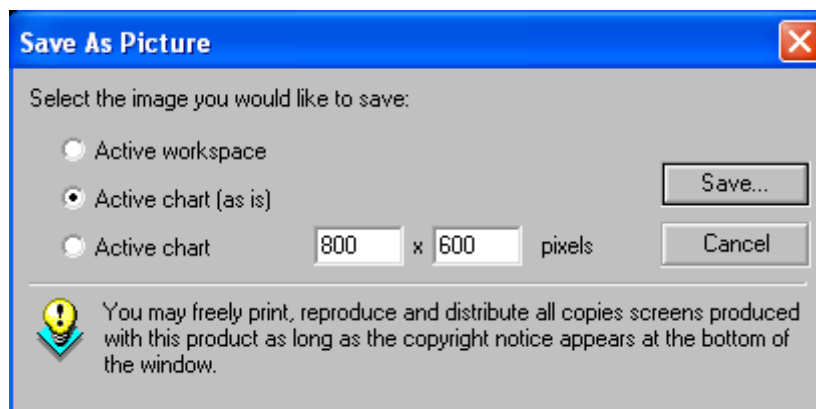 Save As Picture
Select the image you would like to save:
Active workspace
Active chart (as is)
Save...
Active chart 800 x 600 pixels
Cancel
You may freely print, reproduce and distribute all copies screens produced
with this product as long as the copyright notice appears at the bottom of
the window.